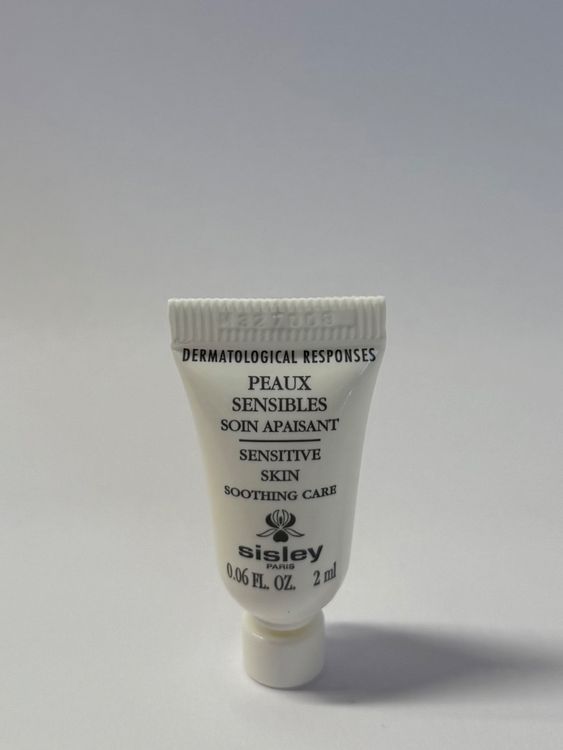 DERMATOLOGICAL RESPONSES
PEAUX
SENSIBLES
SOIN APAISANT
SENSITIVE
SKIN
SOOTHING CARE
sisley
PARIS
0.06 FL. OZ. 2 ml